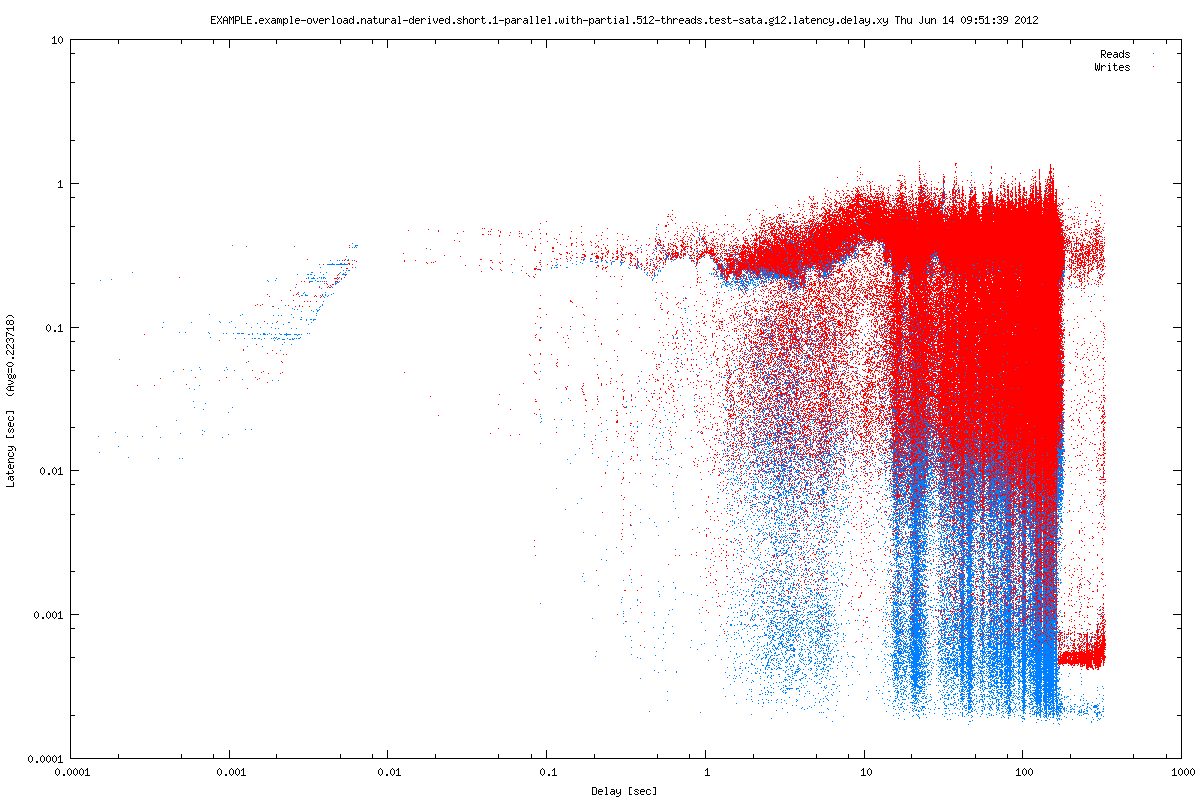 EXAMPLE.example-overload.natural-derived.short.1-parallel.with-partial.512-threads.test-sata.g12.latency.delay.xy Thu Jun 14 09:51:39 2012
Reads
Writes
10
1
0.1
0.01
0.001
0.0001
Latency [sec] (Avg=0.223718)
0.0001 0.001 0.01 0.1 1 10 100 1000
Delay [sec]